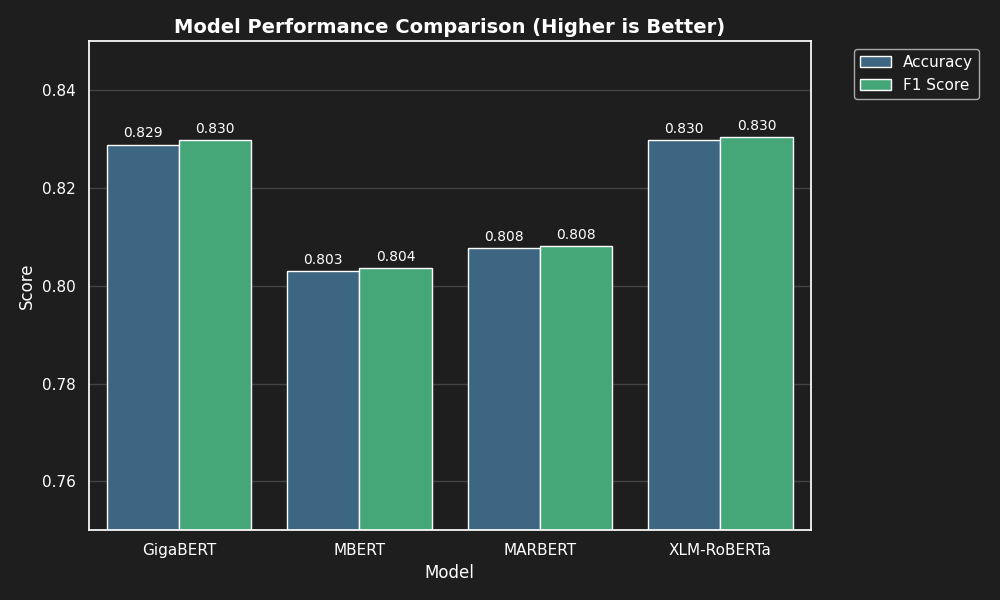 Model Performance Comparison (Higher is Better)
Accuracy
F1 Score
0.84
0.82
0.80
0.78
0.76
Score
0.829
0.830
0.803
0.804
0.808
0.808
0.830
0.830
GigaBERT
MBERT
MARBERT
XLM-RoBERTa
Model